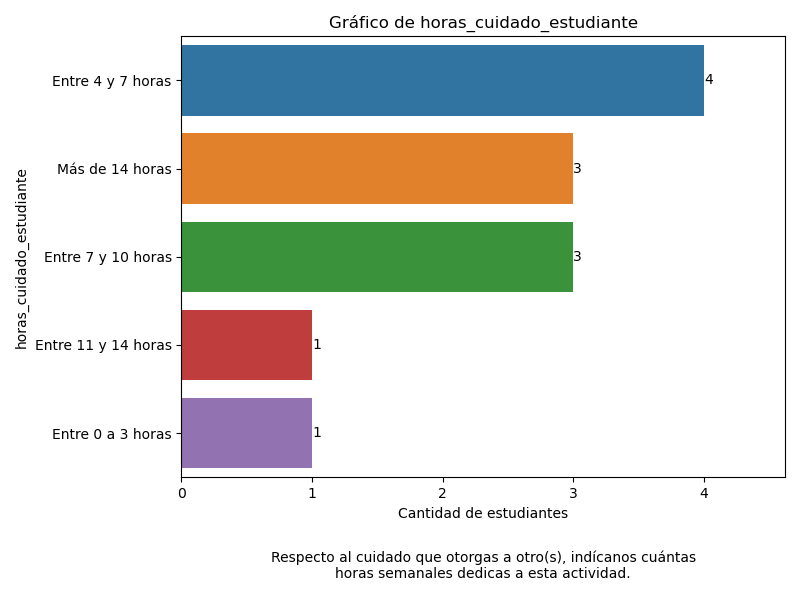 Gráfico de horas_cuidado_estudiante
Entre 4 y 7 horas
4
Más de 14 horas
3
Entre 7 y 10 horas
3
Entre 11 y 14 horas
1
Entre 0 a 3 horas
1
horas_cuidado_estudiante
0 1 2 3 4
Cantidad de estudiantes
Respecto al cuidado que otorgas a otro(s), indícanos cuántas
horas semanales dedicas a esta actividad.